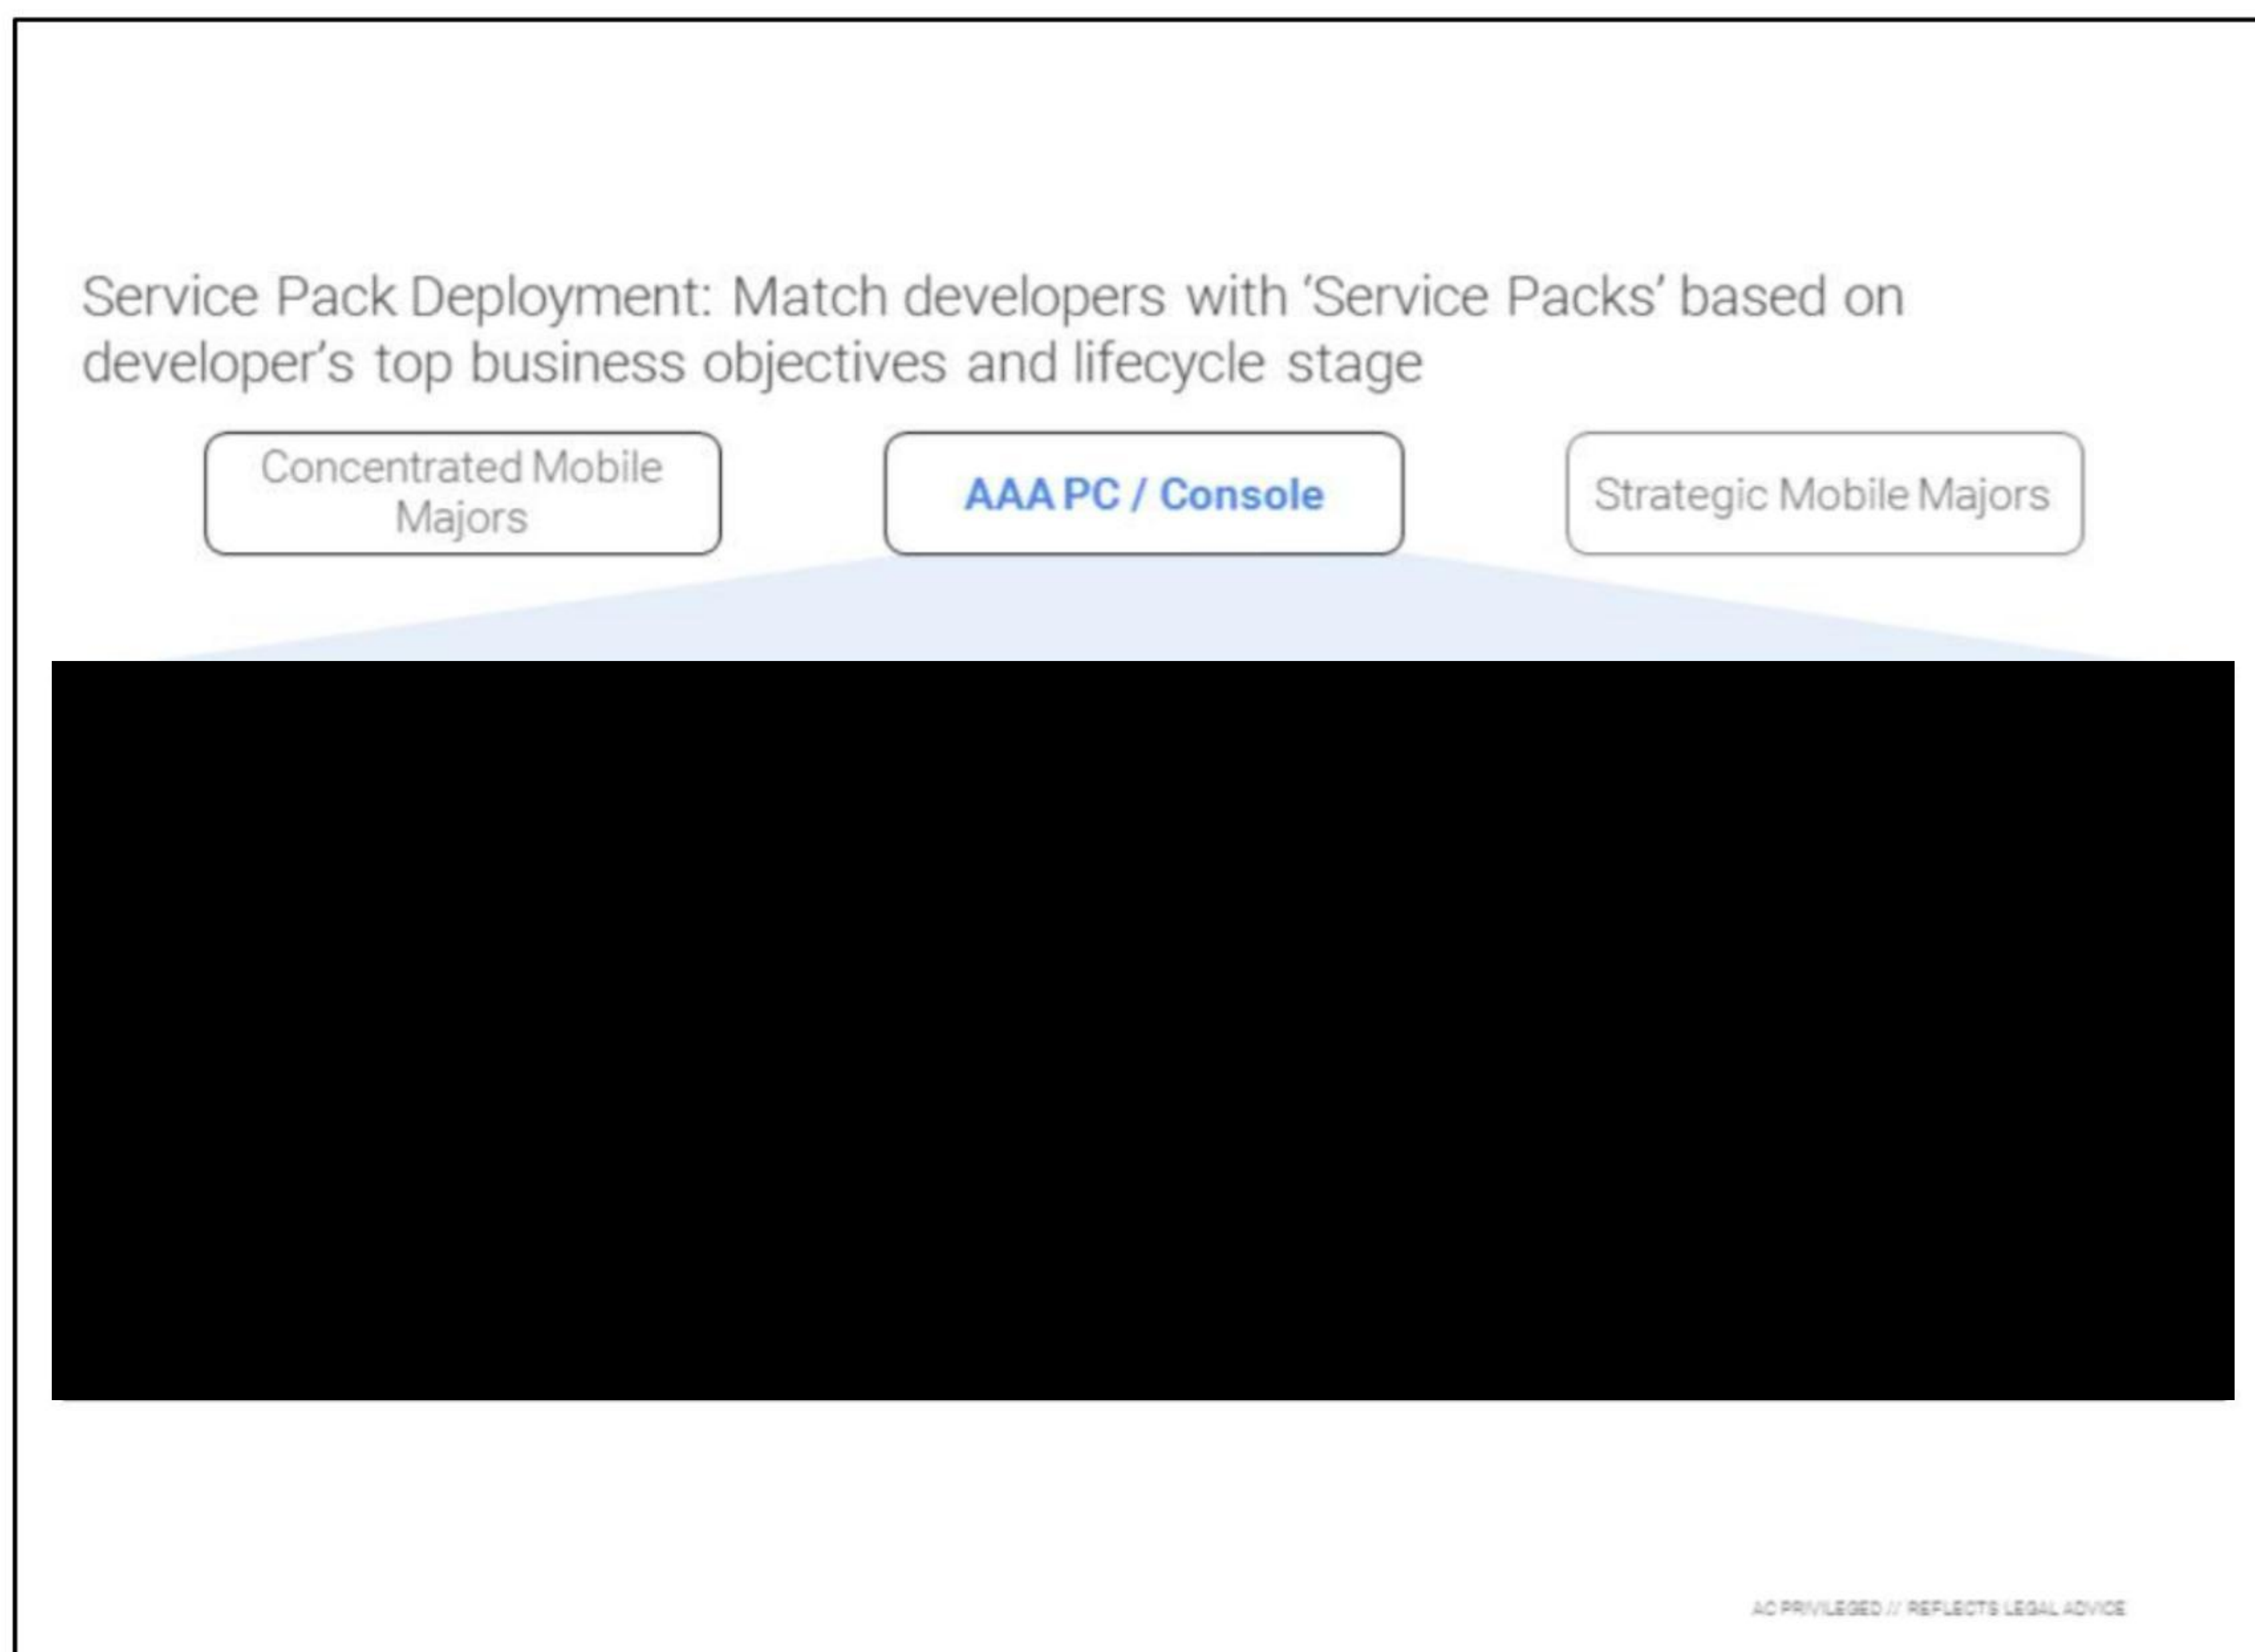 Service Pack Deployment: Match developers with ‘Service Packs’ based on
developer’s top business objectives and lifecycle stage
Concentrated Mobile
Majors
AAA PC / Console
Strategic Mobile Majors
AC PRIVILEGED // REFLECTS LEGAL ADVICE